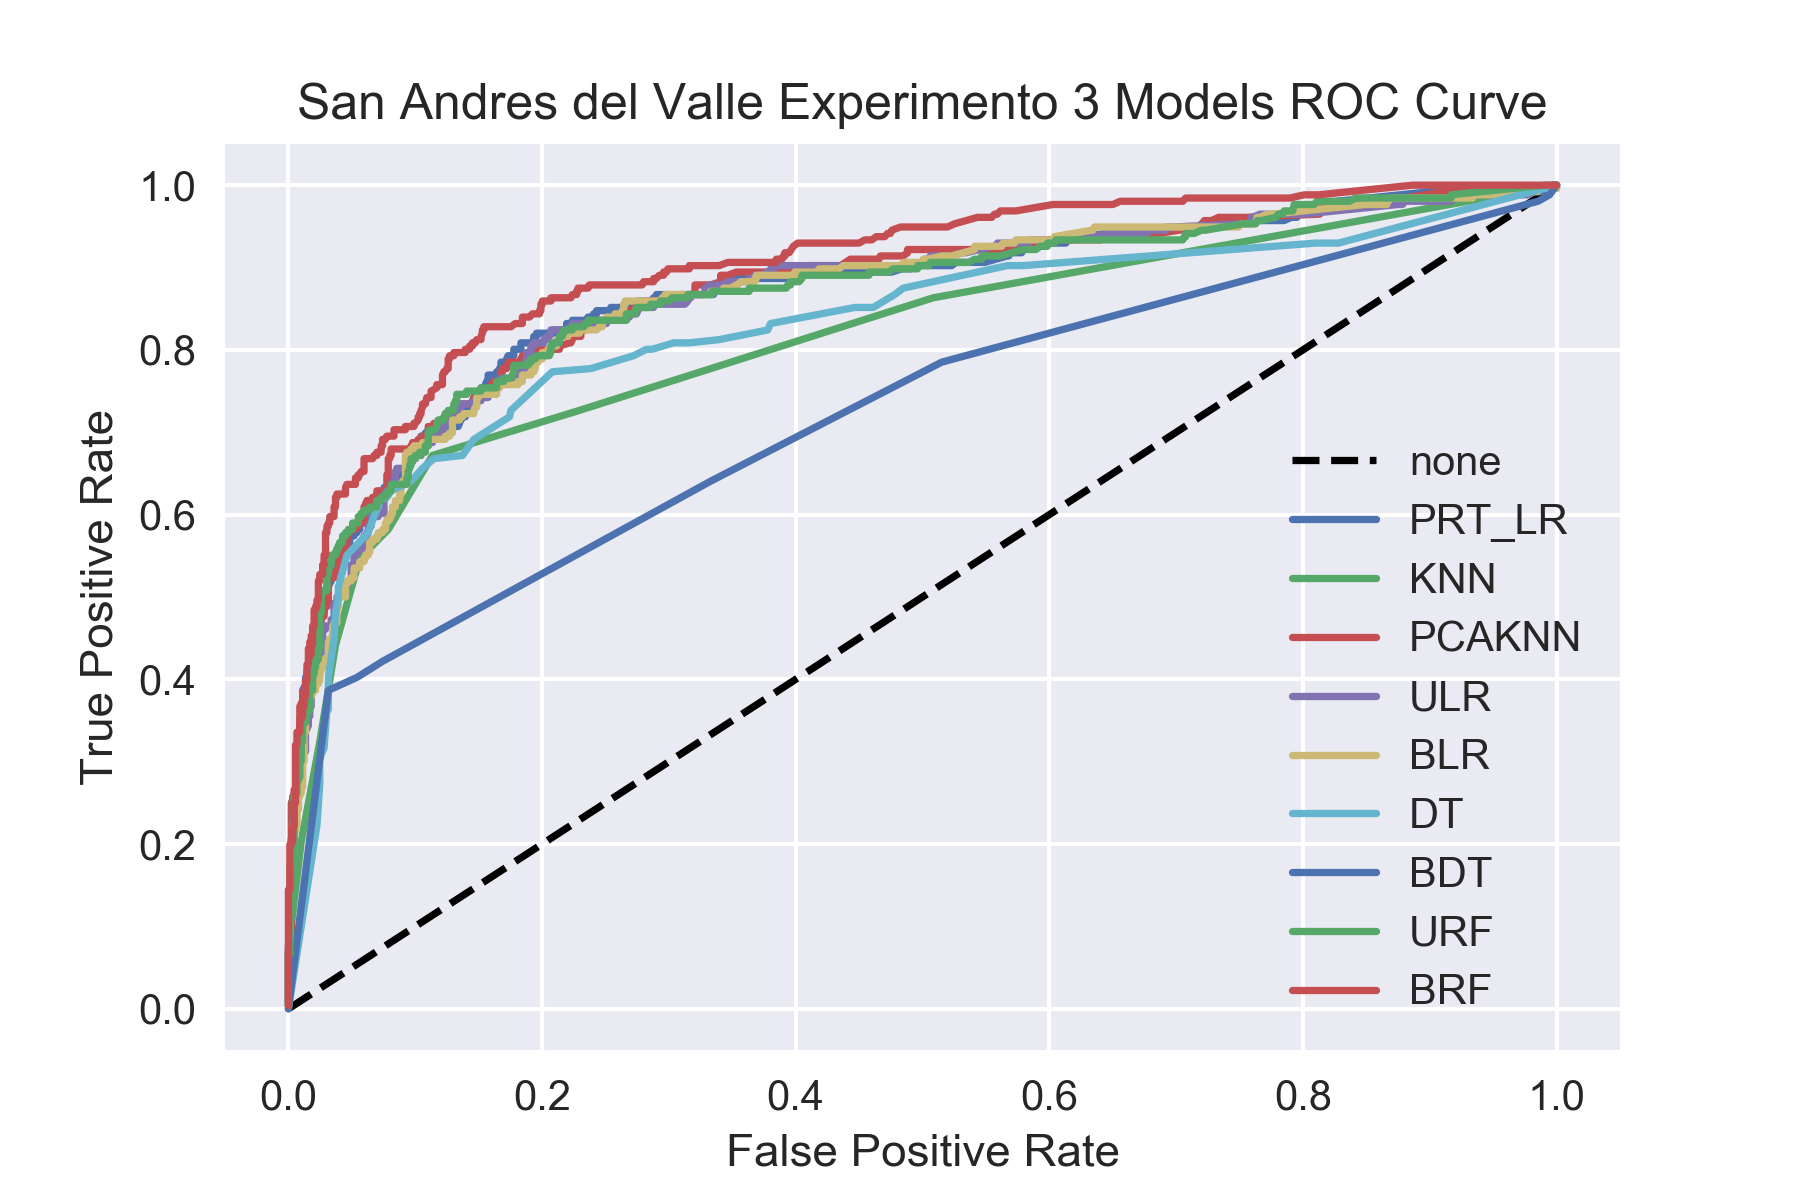 San Andres del Valle Experimento 3 Models ROC Curve
True Positive Rate
1.0
0.8
0.6
0.4
0.2
0.0
none
PRT_LR
KNN
PCAKNN
ULR
BLR
DT
BDT
URF
BRF
0.0 0.2 0.4 0.6 0.8 1.0
False Positive Rate